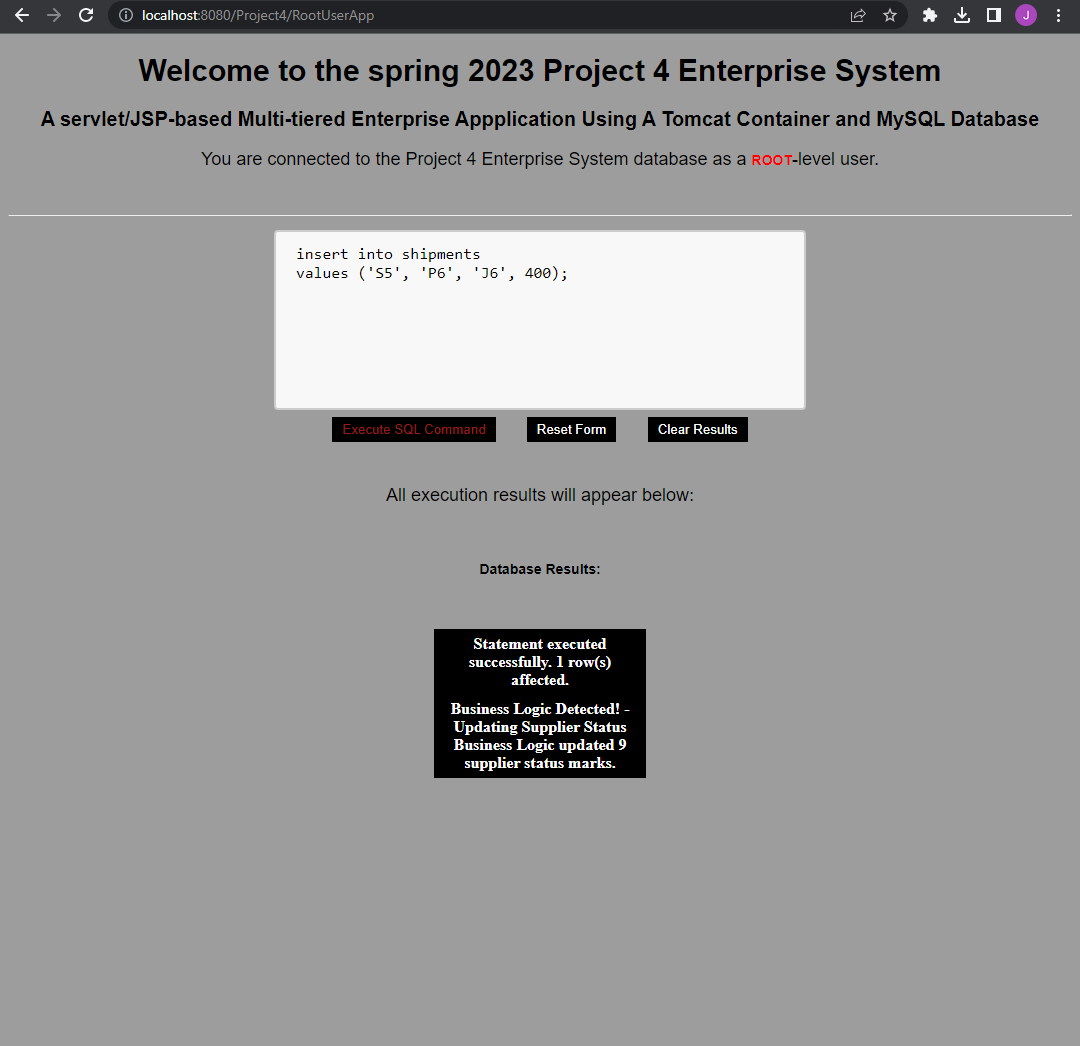 localhost:8080/Project4/RootUserApp
J
Welcome to the spring 2023 Project 4 Enterprise System
A servlet/JSP-based Multi-tiered Enterprise Appplication Using A Tomcat Container and MySQL Database
You are connected to the Project 4 Enterprise System database as a ROOT-level user.
insert into shipments
values ('S5', 'P6', 'J6', 400);
Execute SQL Command
Reset Form
Clear Results
All execution results will appear below:
Database Results:
Statement executed
successfully. 1 row(s)
affected.
Business Logic Detected! -
Updating Supplier Status
Business Logic updated 9
supplier status marks.